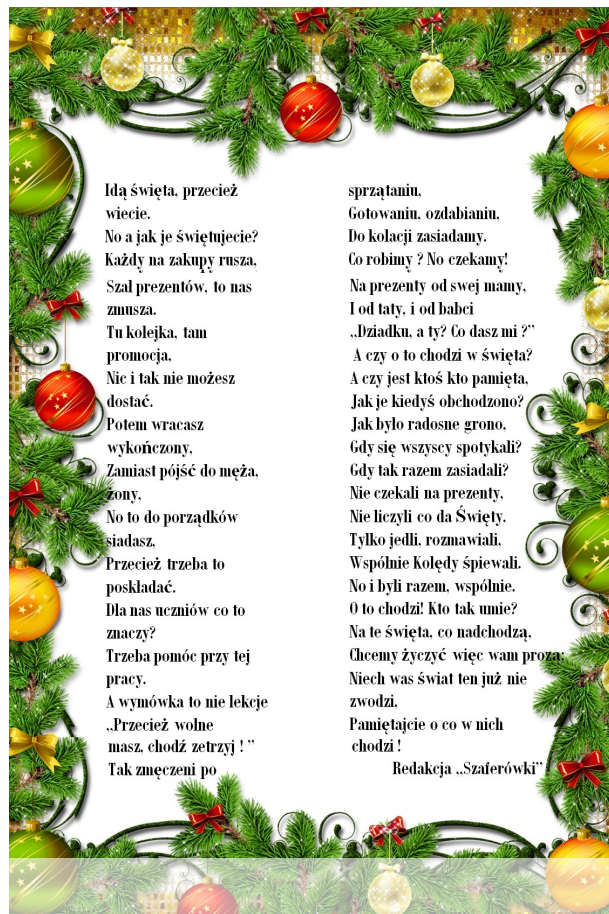 Idą święta, przecież
wiecie.
No a jak je świętujecie?
Każdy na zakupy rusza,
Szał prezentów, to nas
zmusza.
Tu kolejka, tam
promocja,
Nic i tak nie możesz
dostać.
Potem wracasz
wykończony,
Zamiast pójść do męża,
żony,
No to do porządków
siadasz,
Przecież trzeba to
poskładać.
Dla nas uczniów co to
znaczy?
Trzeba pomóc przy tej
pracy.
A wymówka to nie lekcje
„Przecież wolne
masz, chodź zetrzyj ! ”
Tak zmęczeni po
sprzątaniu,
Gotowaniu, ozdabianiu,
Do kolacji zasiadamy.
Co robimy ? No czekamy!
Na prezenty od swej mamy,
I od taty, i od babci
„Dziadku, a ty? Co dasz mi ?”
A czy o to chodzi w święta?
A czy jest ktoś kto pamięta,
Jak je kiedyś obchodzono?
Jak było radosne grono,
Gdy się wszyscy spotykali?
Gdy tak razem zasiadali?
Nie czekali na prezenty,
Nie liczyli co da Święty.
Tylko jedli, rozmawiali,
Wspólnie Kolędy śpiewali.
No i byli razem, wspólnie.
O to chodzi! Kto tak umie?
Na te święta, co nadchodzą,
Chcemy życzyć więc wam prozą;
Niech was świat ten już nie
zwodzi,
Pamiętajcie o co w nich
chodzi !
Redakcja „Szaferówki”